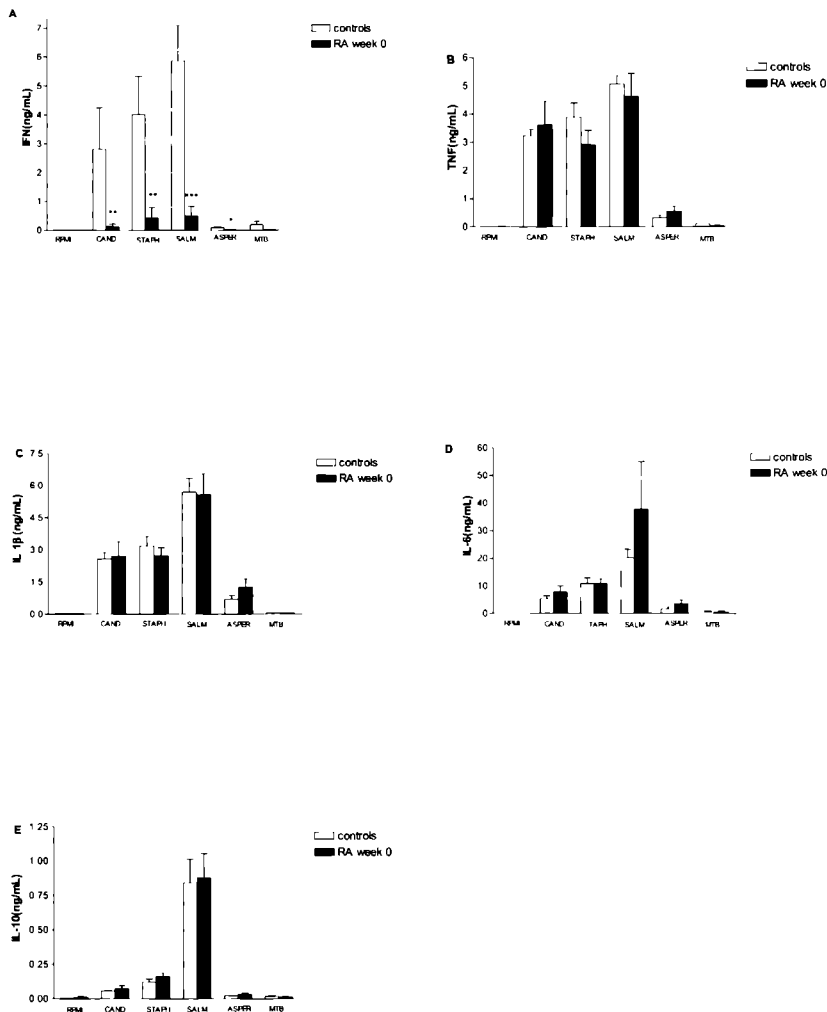 A
controls
RA week 0
IFN(ng/mL)
7
6
5
4
3
2
1
0
**
**
***
*
RPMI CAND STAPH SALM ASPER MTB
B
controls
RA week 0
TNF(ng/mL)
6
5
4
3
2
1
0
RPMI CAND STAPH SALM ASPER MTB
C
controls
RA week 0
IL 1β (ng/mL)
7 5
6.0
4.5
3.0
1.5
0.0
RPMI CAND STAPH SALM ASPER MTB
D
controls
RA week 0
IL-6(ng/mL)
60
50
40
30
20
10
0
RPMI CAND TAPH SALM ASPER MTB
E
controls
RA week 0
IL-10(ng/mL)
1 25
1 00
0 75
0 50
0 25
0 00
RPMI CAND STAPH SALM ASPER MTB